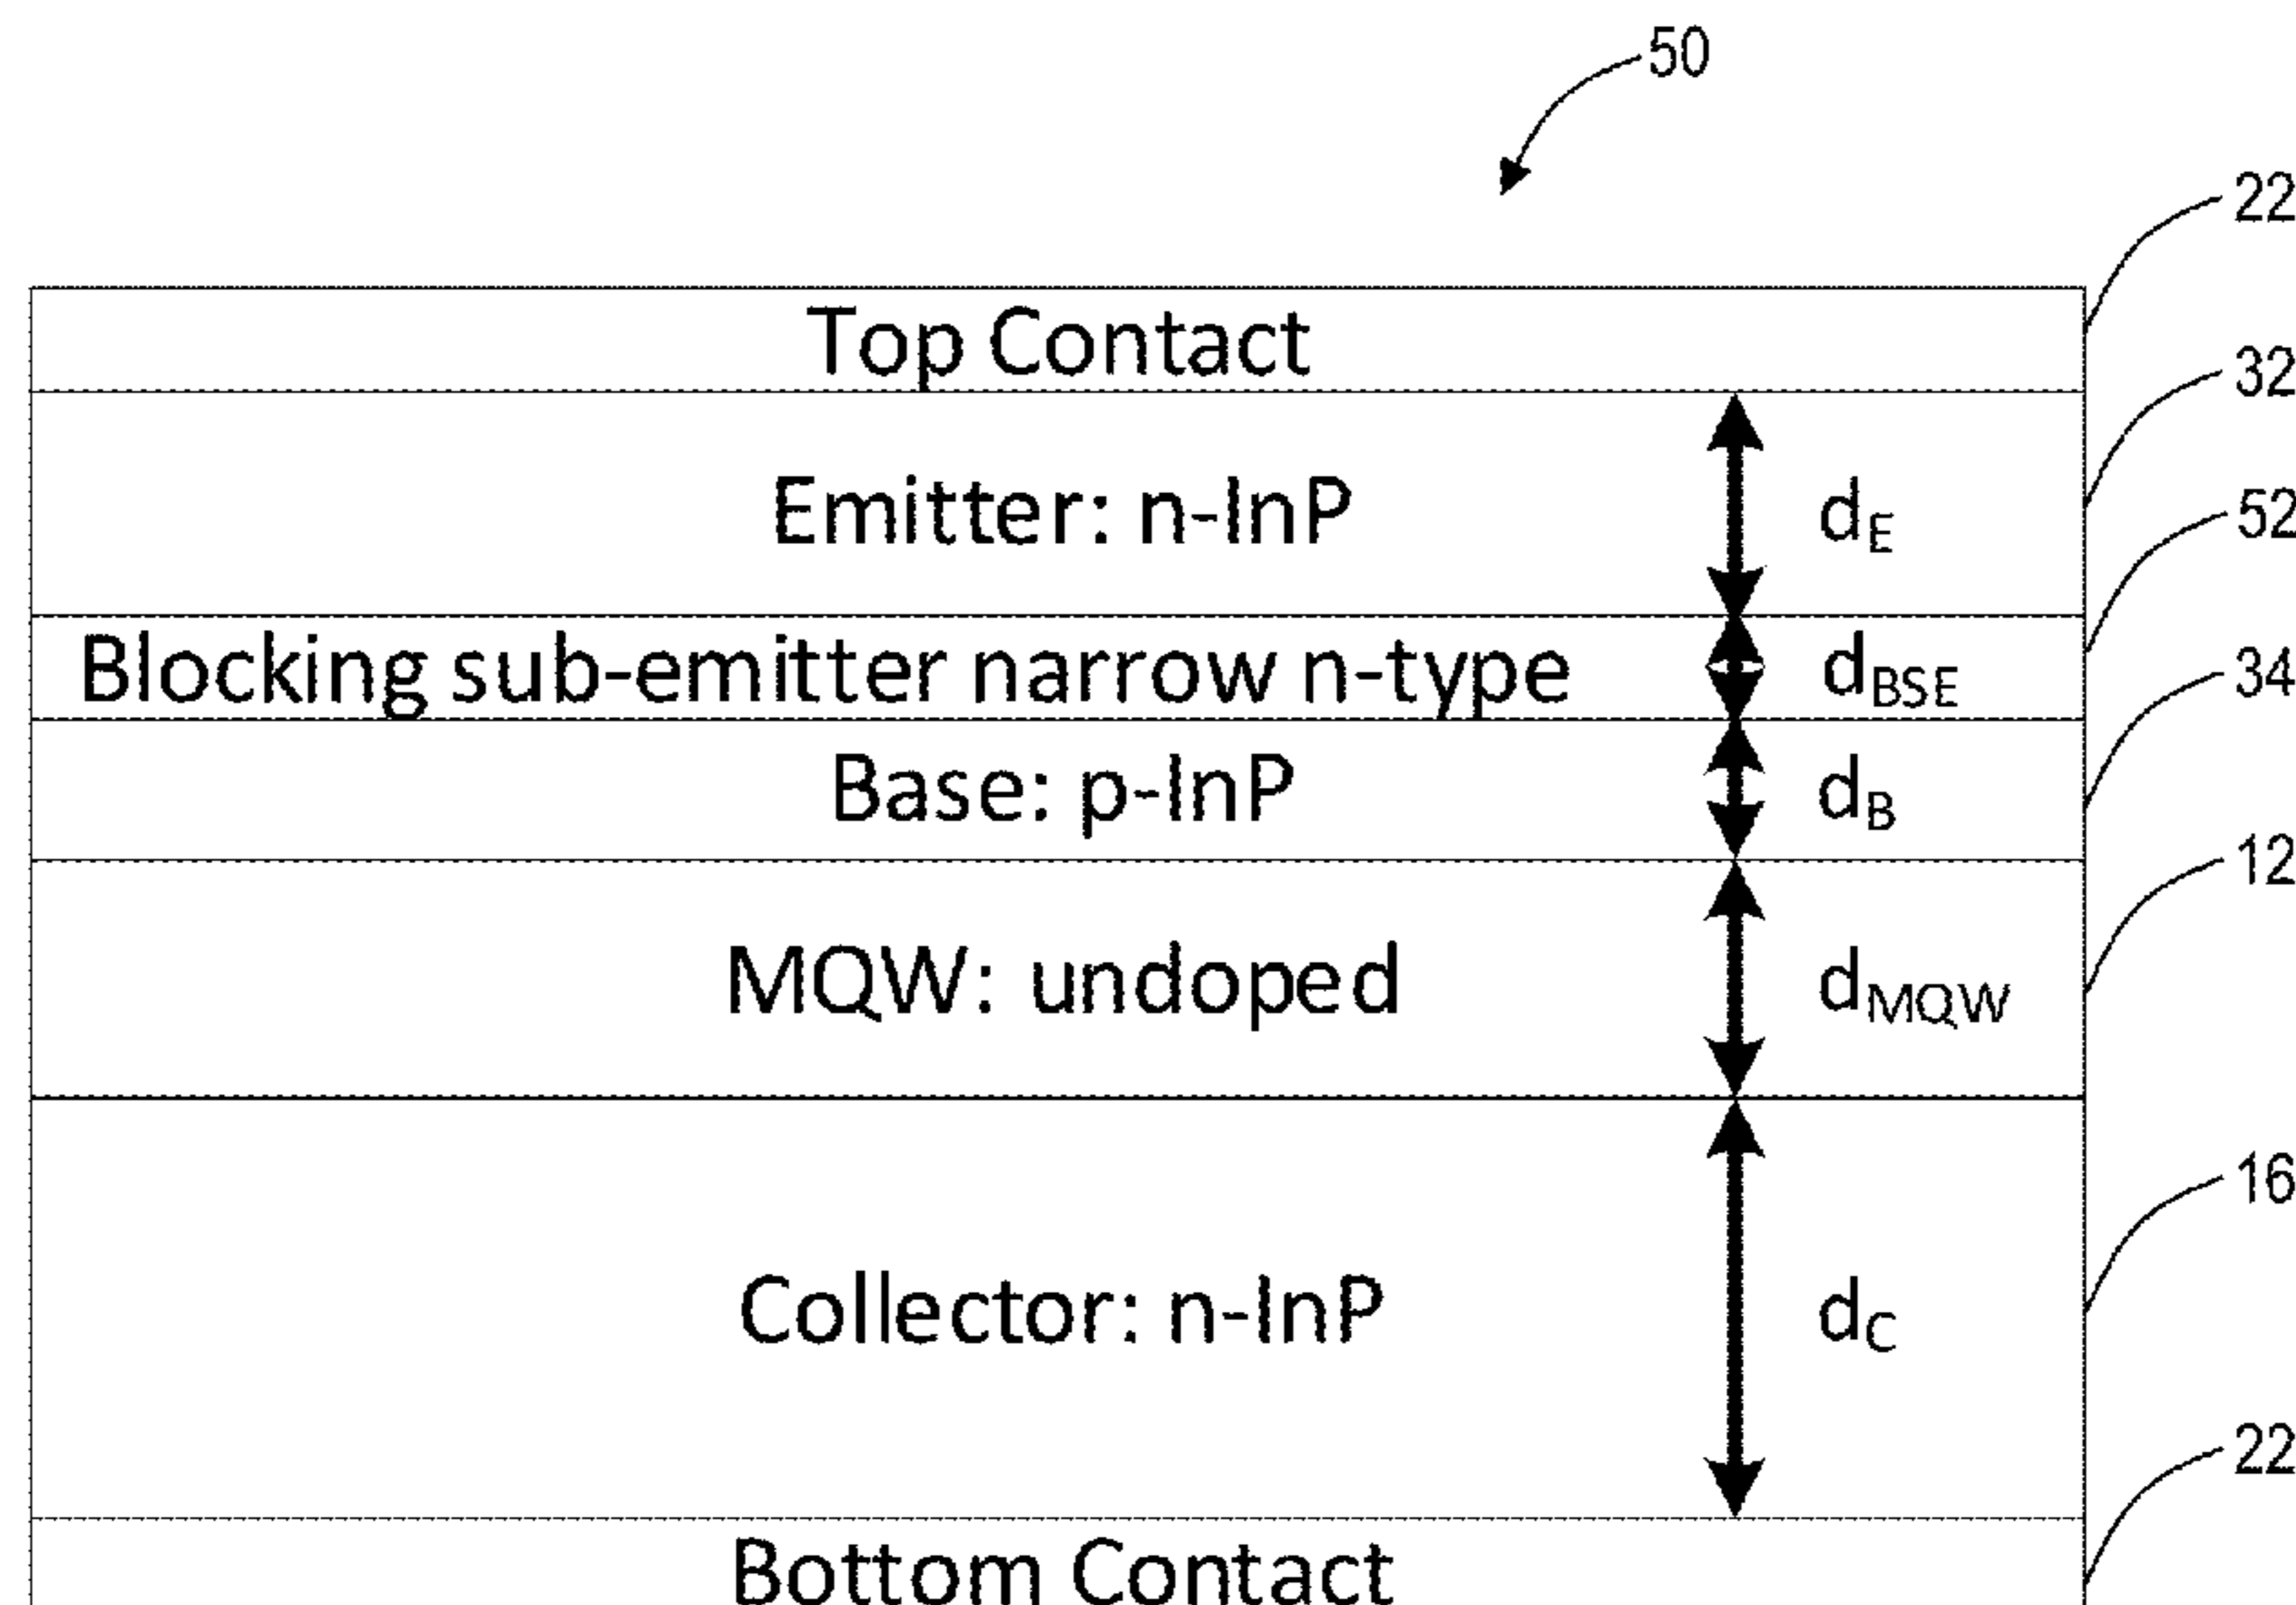 50
Top Contact 22
Emitter: n-InP d_E 32
Blocking sub-emitter narrow n-type d_BSE 52
Base: p-InP d_B 34
MQW: undoped d_MQW 12
Collector: n-InP d_C 16
Bottom Contact 22